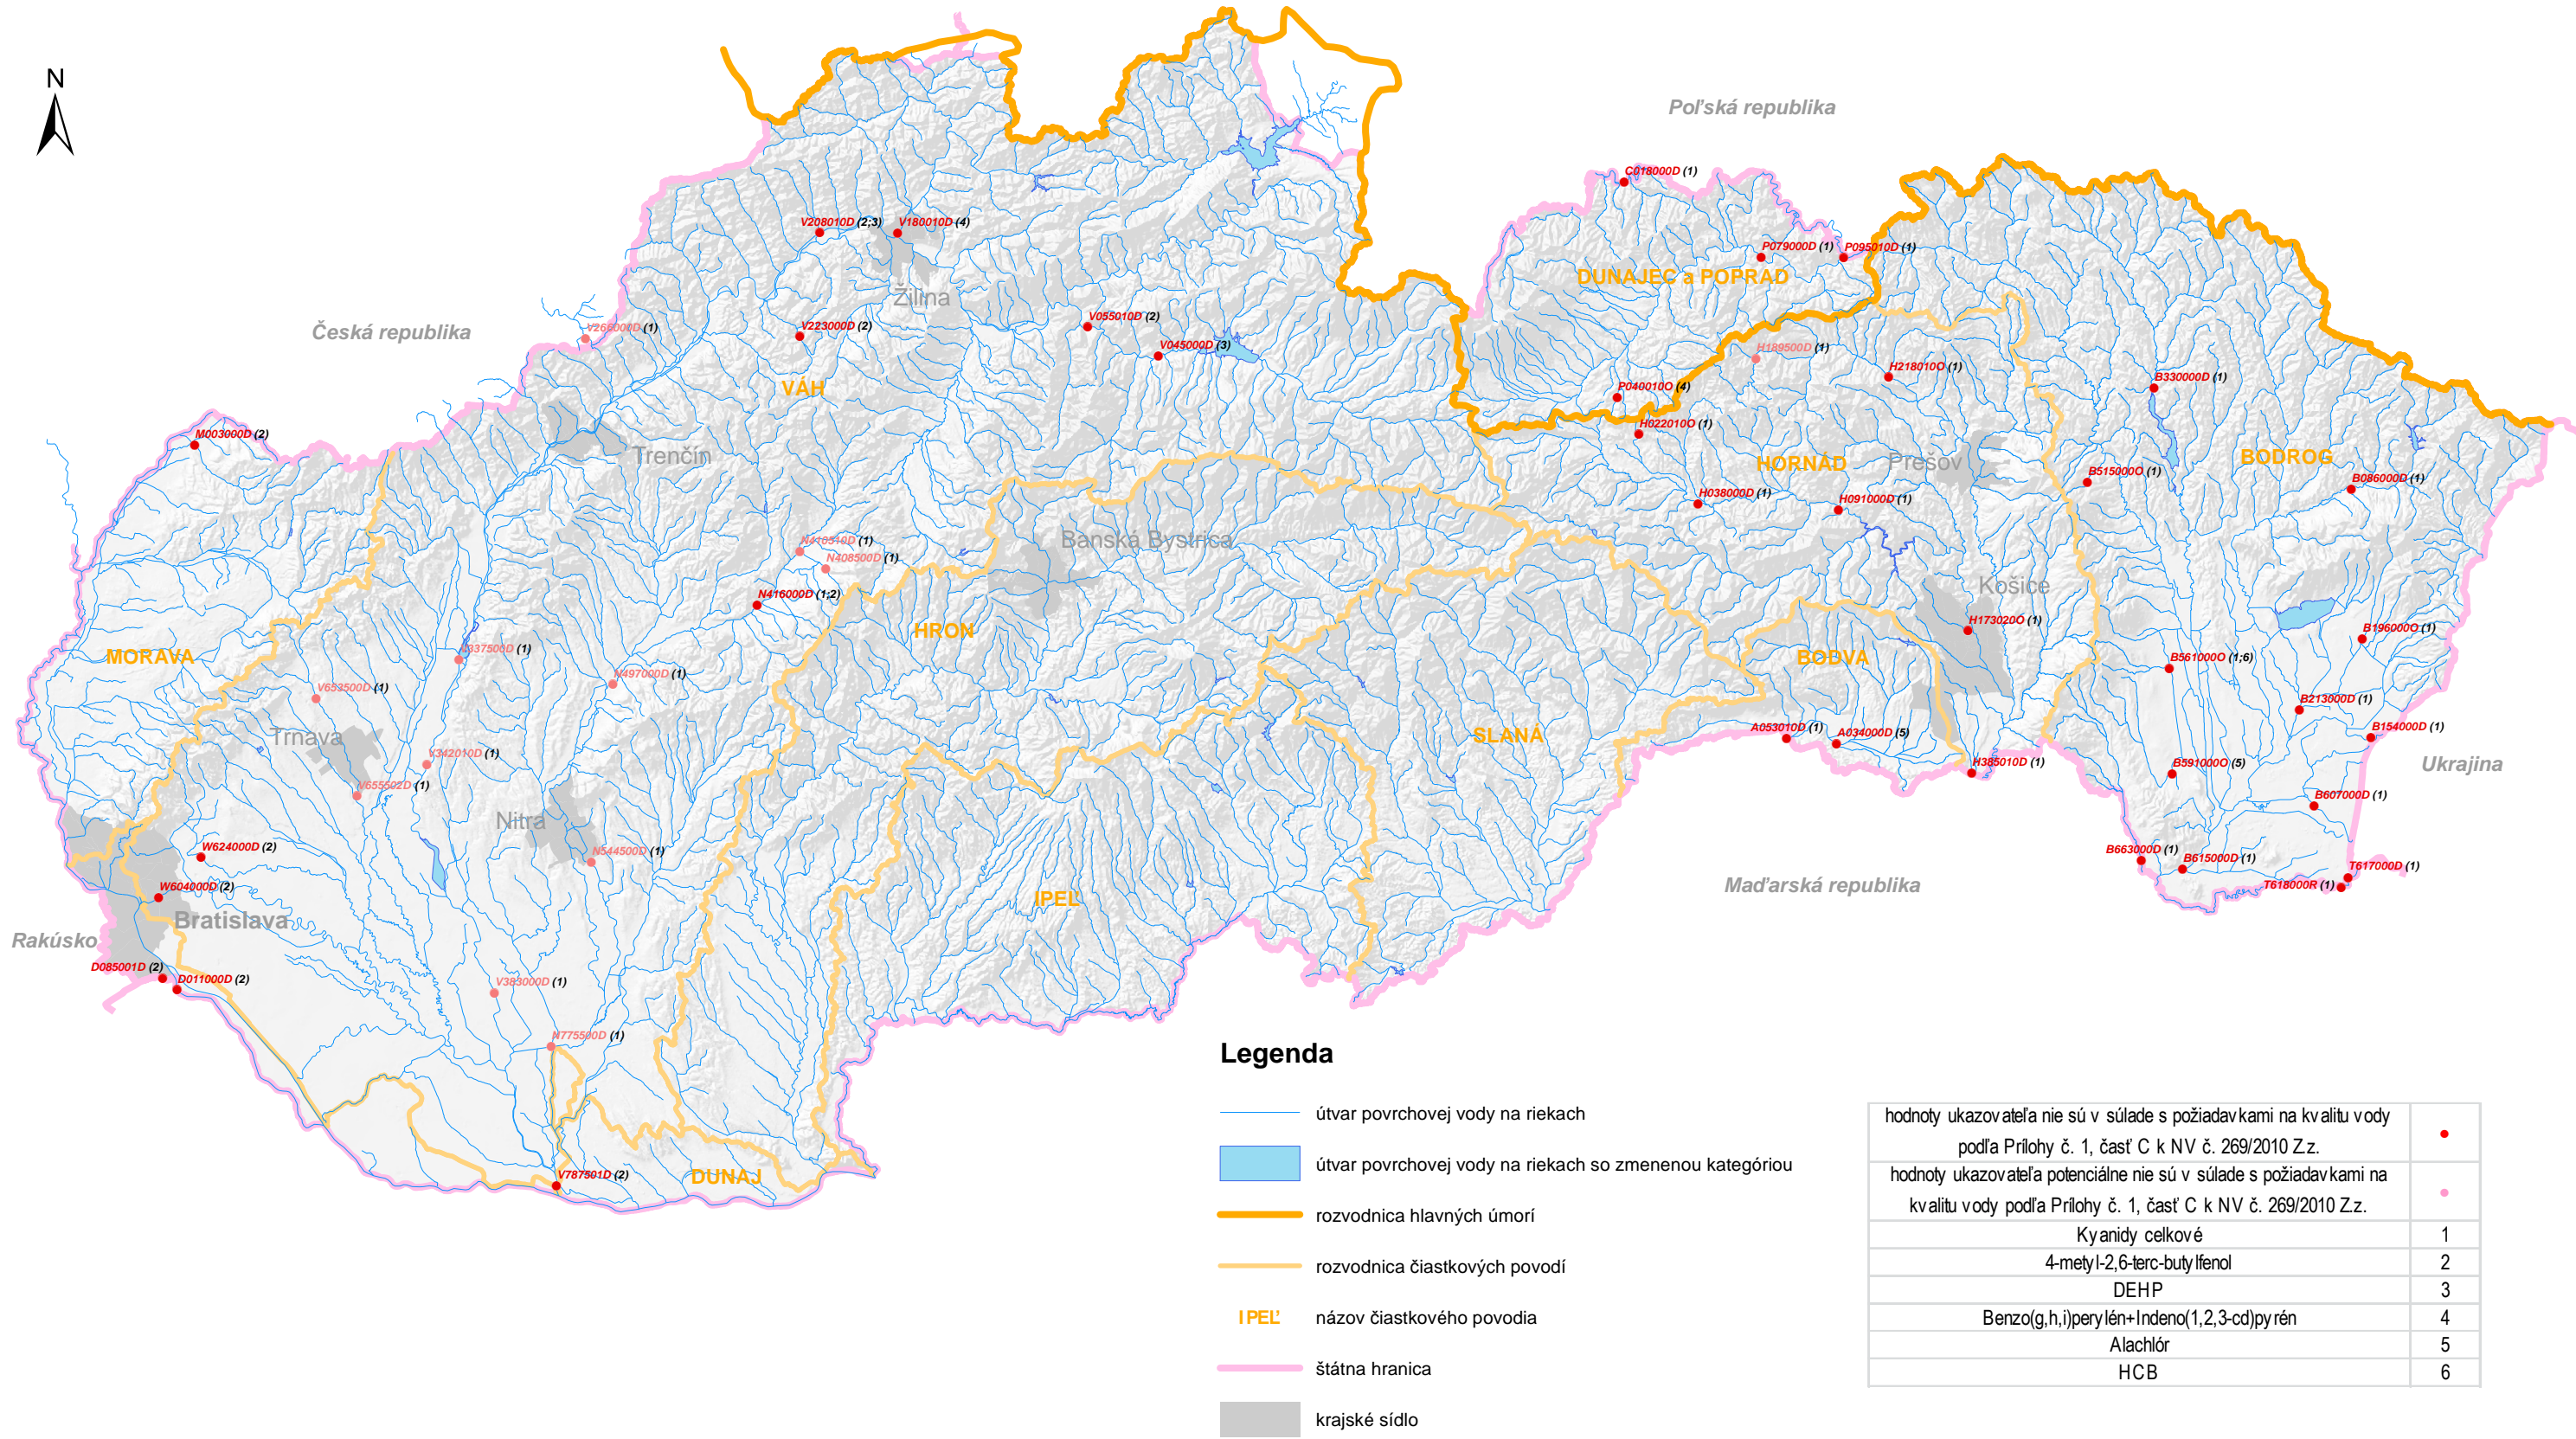 N
Poľská republika
C018000D (1)
V208010D (2;3)
V180010D (4)
P079000D (1)
P095010D (1)
DUNAJEC a POPRAD
Žilina
Česká republika
V266000D (1)
V223000D (2)
V055010D (2)
V045000D (3)
H189500D (1)
H218010O (1)
B330000D (1)
VÁH
P040010O (4)
H022010O (1)
M003000D (2)
Trenčín
HORNÁD
Prešov
BODROG
B515000O (1)
B086000D (1)
H038000D (1)
H091000D (1)
N416510D (1)
N408500D (1)
Banská Bystrica
N416000D (1;2)
Košice
HRON
H173020O (1)
B196000O (1)
MORAVA
V337500D (1)
BODVA
B561000O (1;6)
V653500D (1)
N497000D (1)
B213000D (1)
Trnava
SLANÁ
A053010D (1)
A034000D (5)
B154000D (1)
V342010D (1)
H385010D (1)
B591000O (5)
Ukrajina
V655502D (1)
B607000D (1)
Nitra
W624000D (2)
N544500D (1)
B663000D (1)
B615000D (1)
T617000D (1)
T618000R (1)
W604000D (2)
Maďarská republika
IPEĽ
Bratislava
Rakúsko
D085001D (2)
D011000D (2)
V383000D (1)
N775500D (1)
V787501D (2)
DUNAJ
Legenda
útvar povrchovej vody na riekach
útvar povrchovej vody na riekach so zmenenou kategóriou
rozvodnica hlavných úmorí
rozvodnica čiastkových povodí
IPEĽ názov čiastkového povodia
štátna hranica
krajské sídlo
hodnoty ukazovateľa nie sú v súlade s požiadavkami na kvalitu vody
podľa Prílohy č. 1, časť C k NV č. 269/2010 Z.z.
hodnoty ukazovateľa potenciálne nie sú v súlade s požiadavkami na
kvalitu vody podľa Prílohy č. 1, časť C k NV č. 269/2010 Z.z.
Kyanidy celkové 1
4-metyl-2,6-terc-butylfenol 2
DEHP 3
Benzo(g,h,i)perylén+Indeno(1,2,3-cd)pyrén 4
Alachlór 5
HCB 6